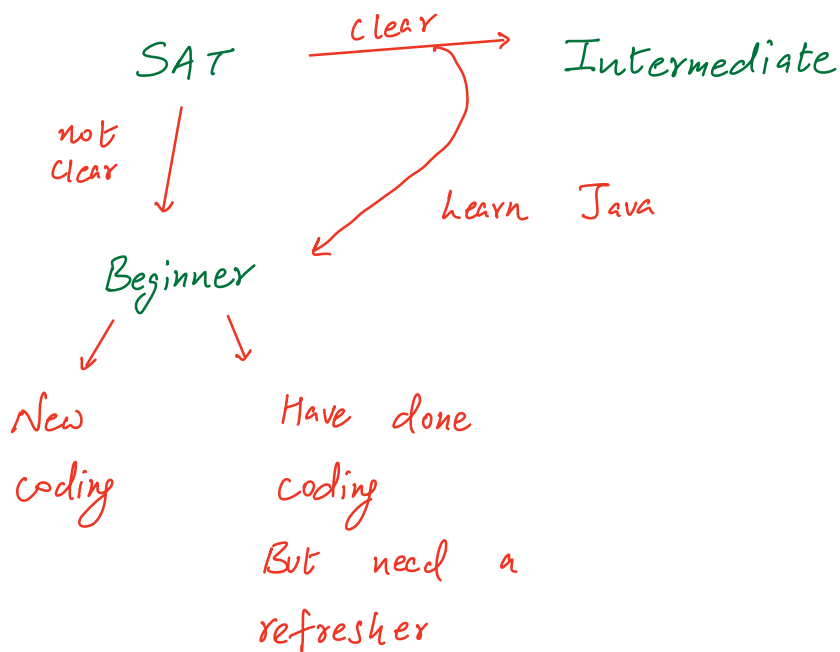 clear
SAT
Intermediate
not
clear
Learn Java
Beginner
New
coding
Have done
coding
But need a
refresher